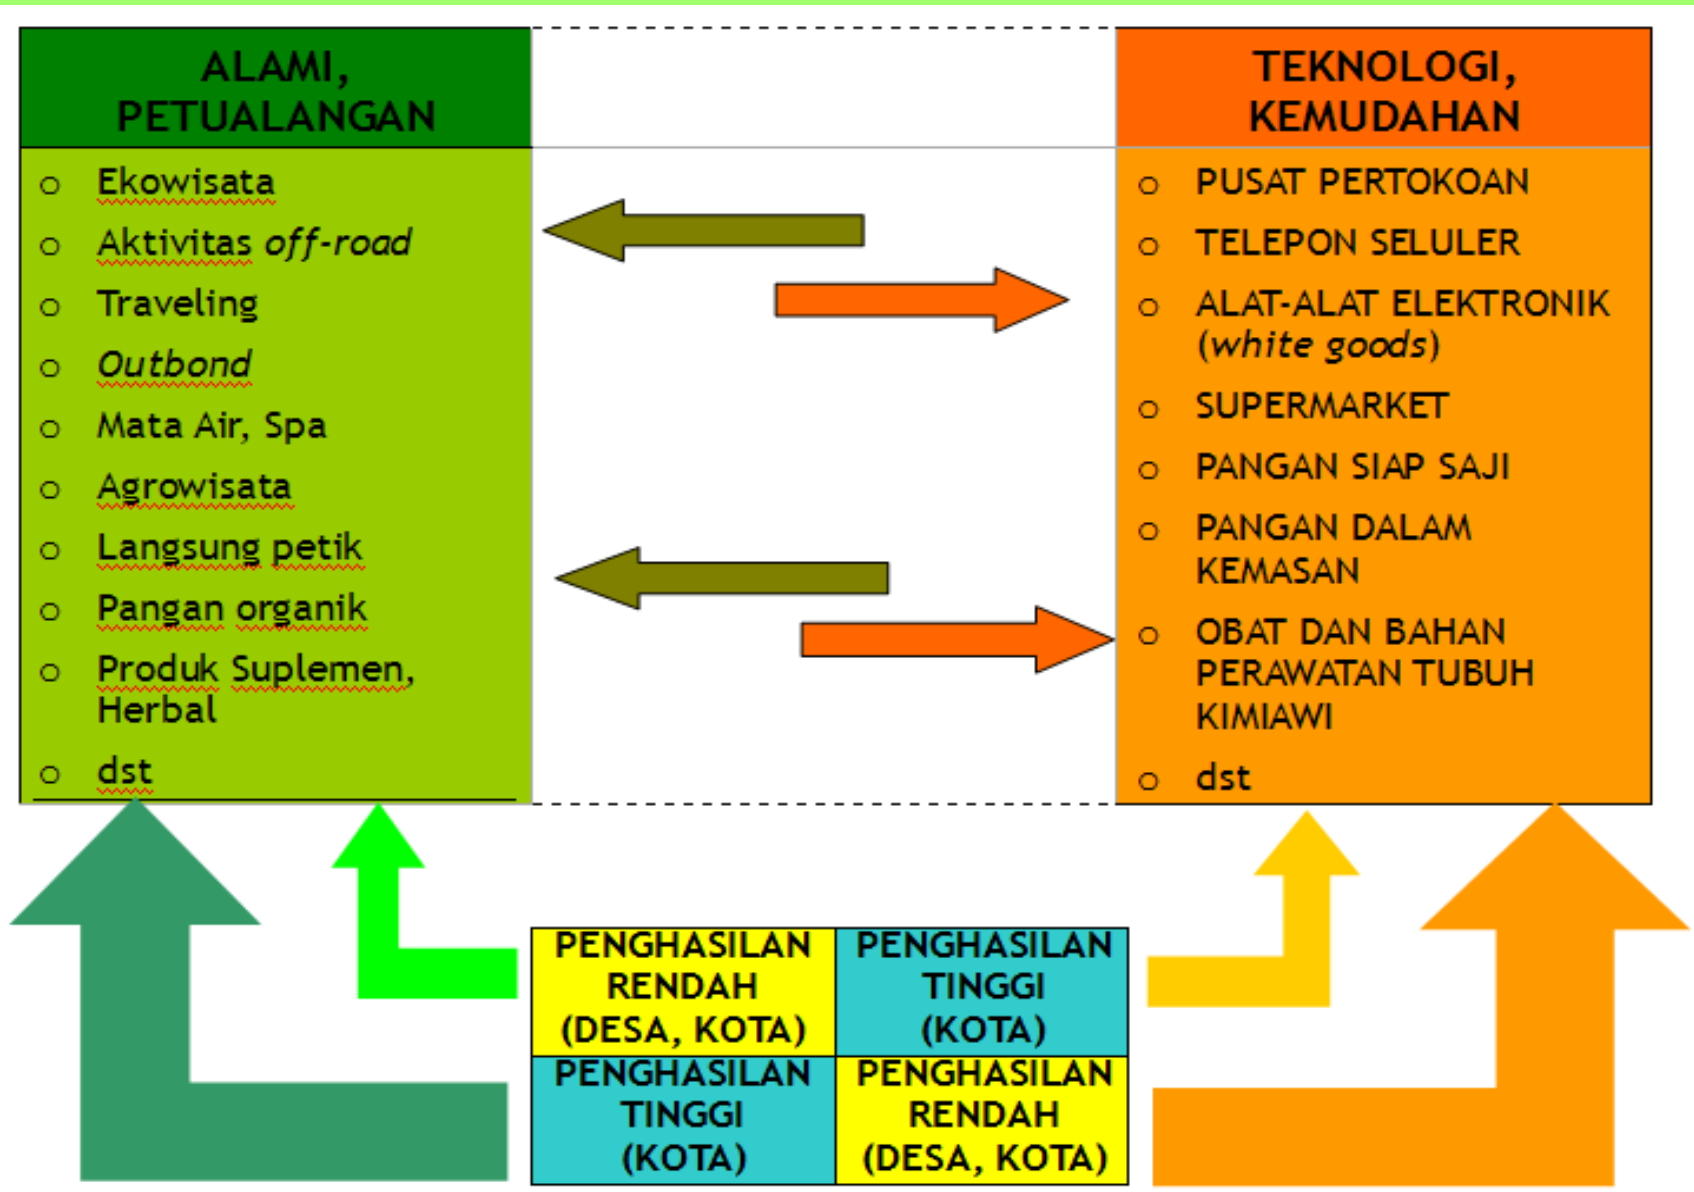 ALAMI,
PETUALANGAN
o Ekowisata
o Aktivitas off-road
o Traveling
o Outbond
o Mata Air, Spa
o Agrowisata
o Langsung petik
o Pangan organik
o Produk Suplemen,
Herbal
o dst
TEKNOLOGI,
KEMUDAHAN
o PUSAT PERTOKOAN
o TELEPON SELULER
o ALAT-ALAT ELEKTRONIK
(white goods)
o SUPERMARKET
o PANGAN SIAP SAJI
o PANGAN DALAM
KEMASAN
o OBAT DAN BAHAN
PERAWATAN TUBUH
KIMIAWI
o dst
PENGHASILAN
RENDAH
(DESA, KOTA)
PENGHASILAN
TINGGI
(KOTA)
PENGHASILAN
TINGGI
(KOTA)
PENGHASILAN
RENDAH
(DESA, KOTA)